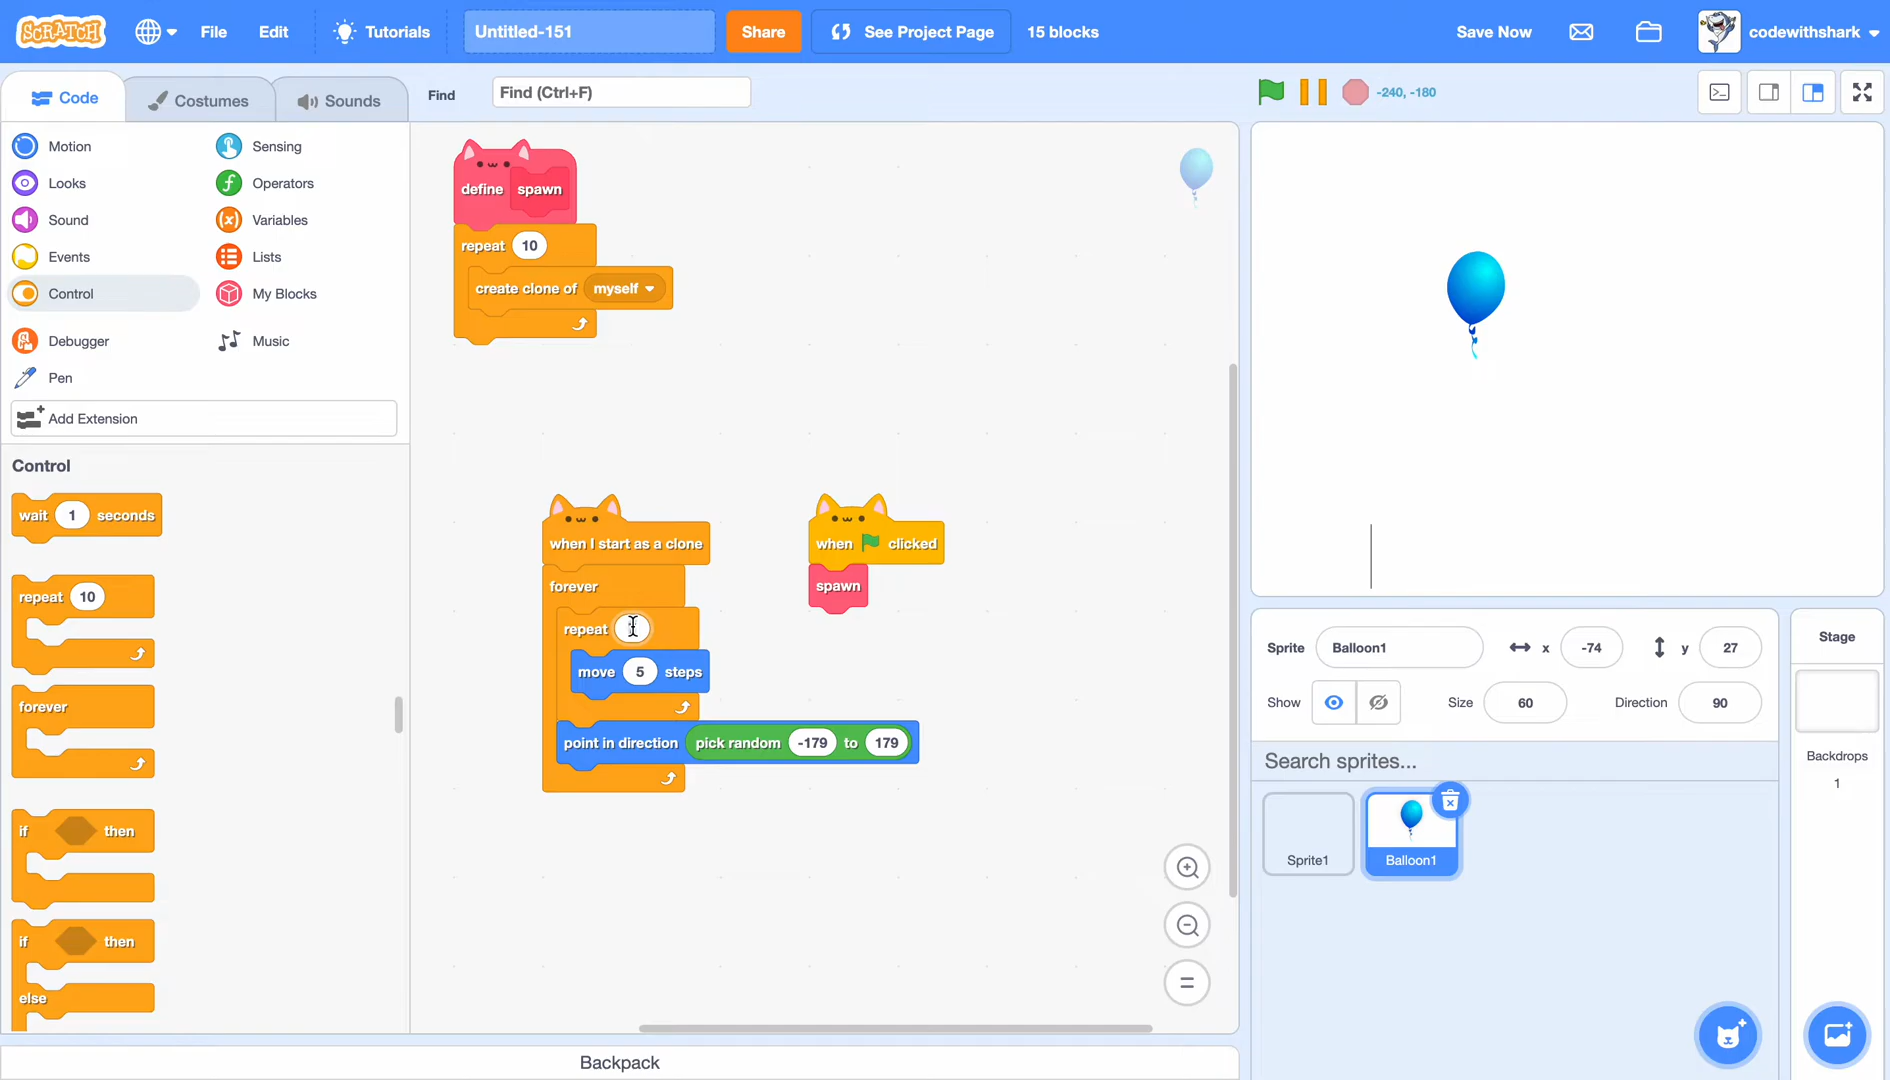 SCRATCH File Edit Tutorials Untitled-151 Share See Project Page 15 blocks Save Now codewithshark
Code Costumes Sounds Find Find (Ctrl+F) -240, -180
Motion Sensing
Looks Operators
Sound Variables
Events Lists
Control My Blocks
Debugger Music
Pen
Add Extension
Control
wait 1 seconds
repeat 10
forever
if then
if then
else
define spawn
repeat 10
create clone of myself
when I start as a clone
forever
repeat
move 5 steps
point in direction pick random -179 to 179
when clicked
spawn
Sprite Balloon1 x -74 y 27
Show Size 60 Direction 90
Search sprites...
Sprite1 Balloon1
Stage
Backdrops
1
Backpack